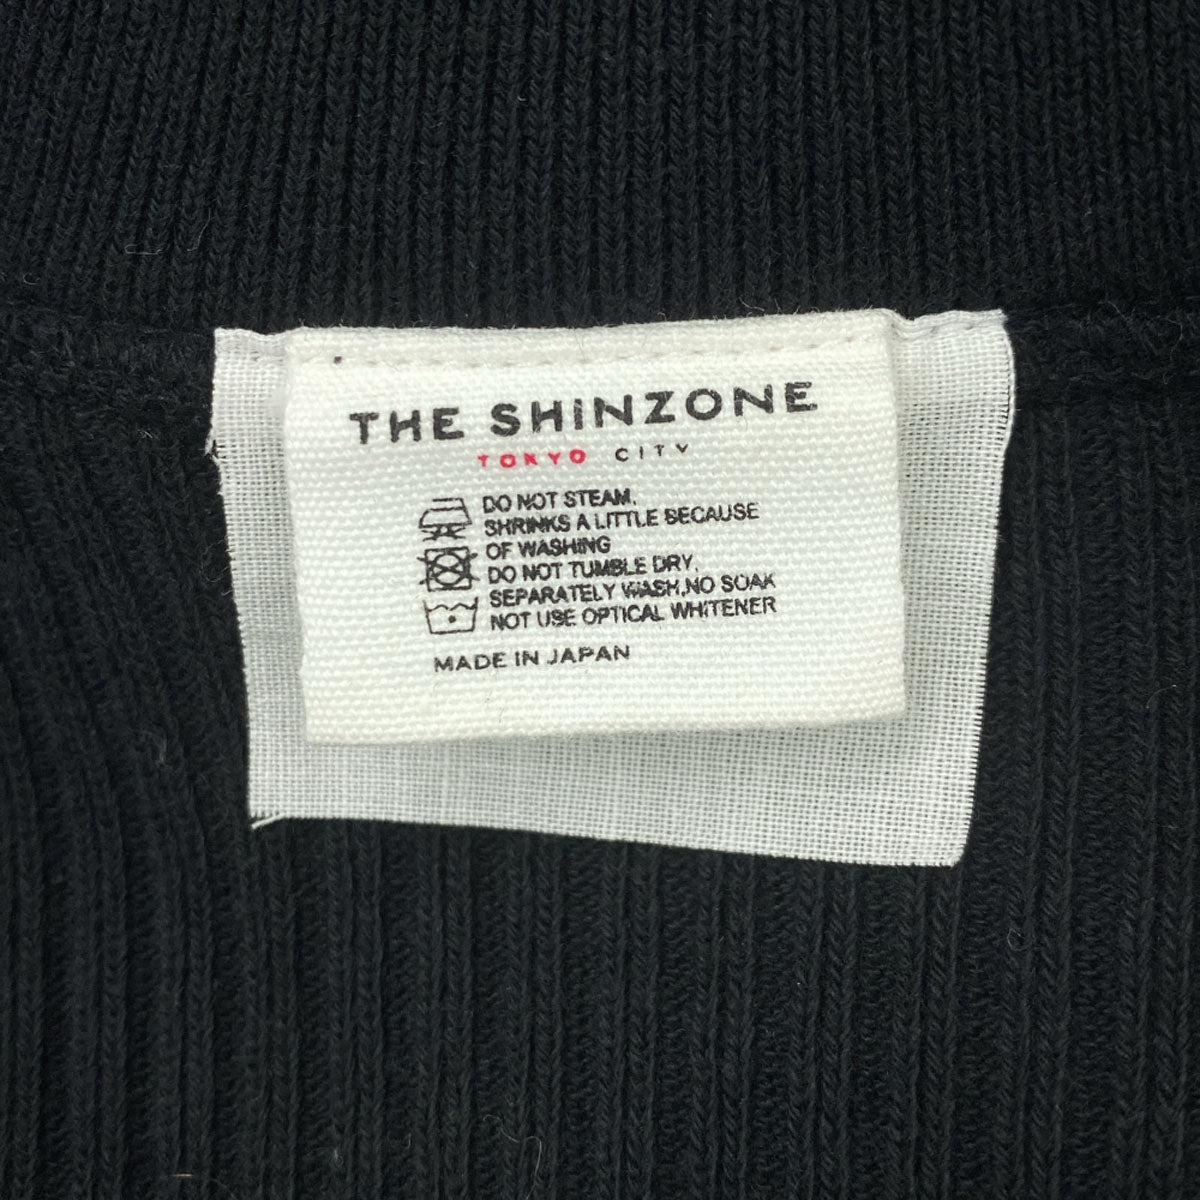 THE SHiNZONE
TOKYO CITY
DO NOT STEAM.
SHRINKS A LITTLE BECAUSE
OF WASHING
DO NOT TUMBLE DRY.
SEPARATELY WASH,NO SOAK
NOT USE OPTICAL WHITENER
MADE IN JAPAN